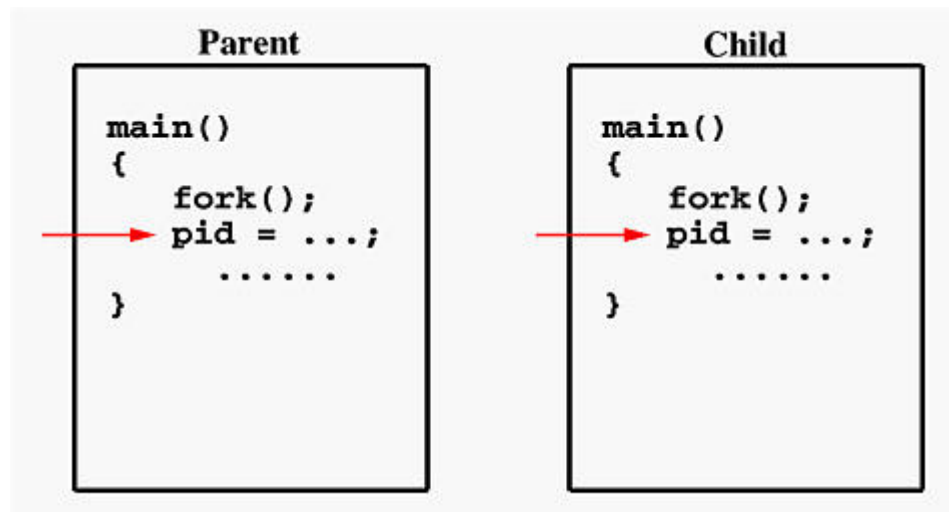 Parent
main()
{
fork();
pid = ...;
......
}
Child
main()
{
fork();
pid = ...;
......
}